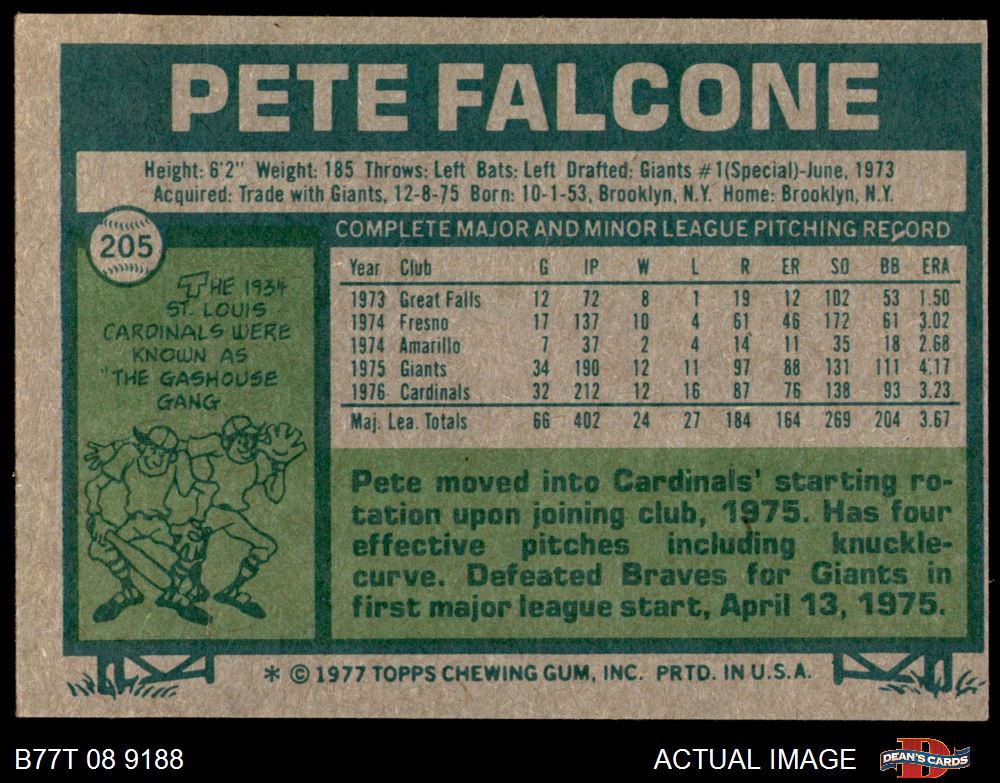 PETE FALCONE
Height: 6'2" Weight: 185 Throws: Left Bats: Left Drafted: Giants #1(Special)-June, 1973
Acquired: Trade with Giants, 12-8-75 Born: 10-1-53, Brooklyn, N.Y. Home: Brooklyn, N.Y.
205
THE 1934
ST. LOUIS
CARDINALS WERE
KNOWN AS
"THE GASHOUSE
GANG.
COMPLETE MAJOR AND MINOR LEAGUE PITCHING RECORD
Year Club G IP W L R ER SO BB ERA
1973 Great Falls 12 72 8 1 19 12 102 53 1.50
1974 Fresno 17 137 10 4 61 46 172 61 3.02
1974 Amarillo 7 37 2 4 14 11 35 18 2.68
1975 Giants 34 190 12 11 97 88 131 111 4.17
1976 Cardinals 32 212 12 16 87 76 138 93 3.23
Maj. Lea. Totals 66 402 24 27 184 164 269 204 3.67
Pete moved into Cardinals' starting ro-
tation upon joining club, 1975. Has four
effective pitches including knuckle-
curve. Defeated Braves for Giants in
first major league start, April 13, 1975.
* © 1977 TOPPS CHEWING GUM, INC. PRTD. IN U.S.A.
B77T 08 9188
ACTUAL IMAGE
DEAN'S CARDS